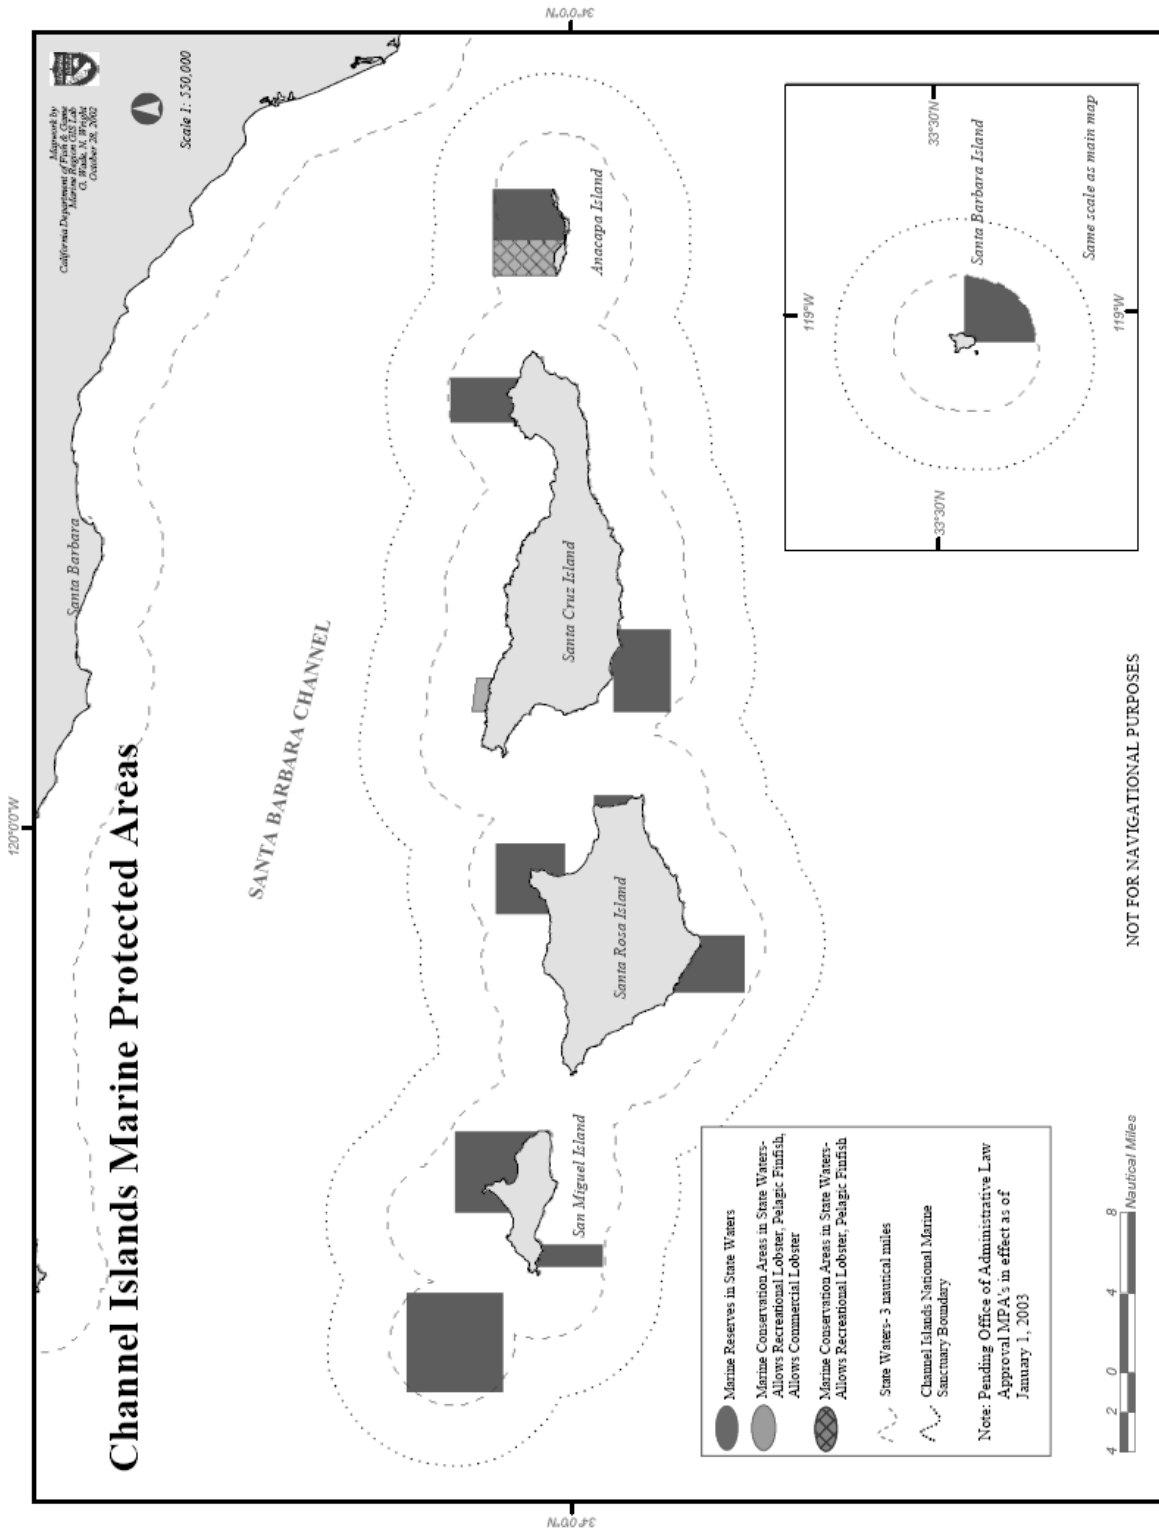 Channel Islands Marine Protected Areas
Mapwork by
California Department of Fish & Game
Marine Region GIS Lab
G. Wade, N. Wright
October 28, 2002
Scale 1: 550,000
120°0'0"W
Santa Barbara
SANTA BARBARA CHANNEL
34°0'0"N
34°0'0"N
San Miguel Island
Santa Rosa Island
Santa Cruz Island
Anacapa Island
Marine Reserves in State Waters
Marine Conservation Areas in State Waters-
Allows Recreational Lobster, Pelagic Finfish,
Allows Commercial Lobster
Marine Conservation Areas in State Waters-
Allows Recreational Lobster, Pelagic Finfish
State Waters- 3 nautical miles
Channel Islands National Marine
Sanctuary Boundary
Note: Pending Office of Administrative Law
Approval MPA's in effect as of
January 1, 2003
4 2 0 4 8
Nautical Miles
NOT FOR NAVIGATIONAL PURPOSES
119°W
33°30'N
33°30'N
Santa Barbara Island
Same scale as main map
119°W